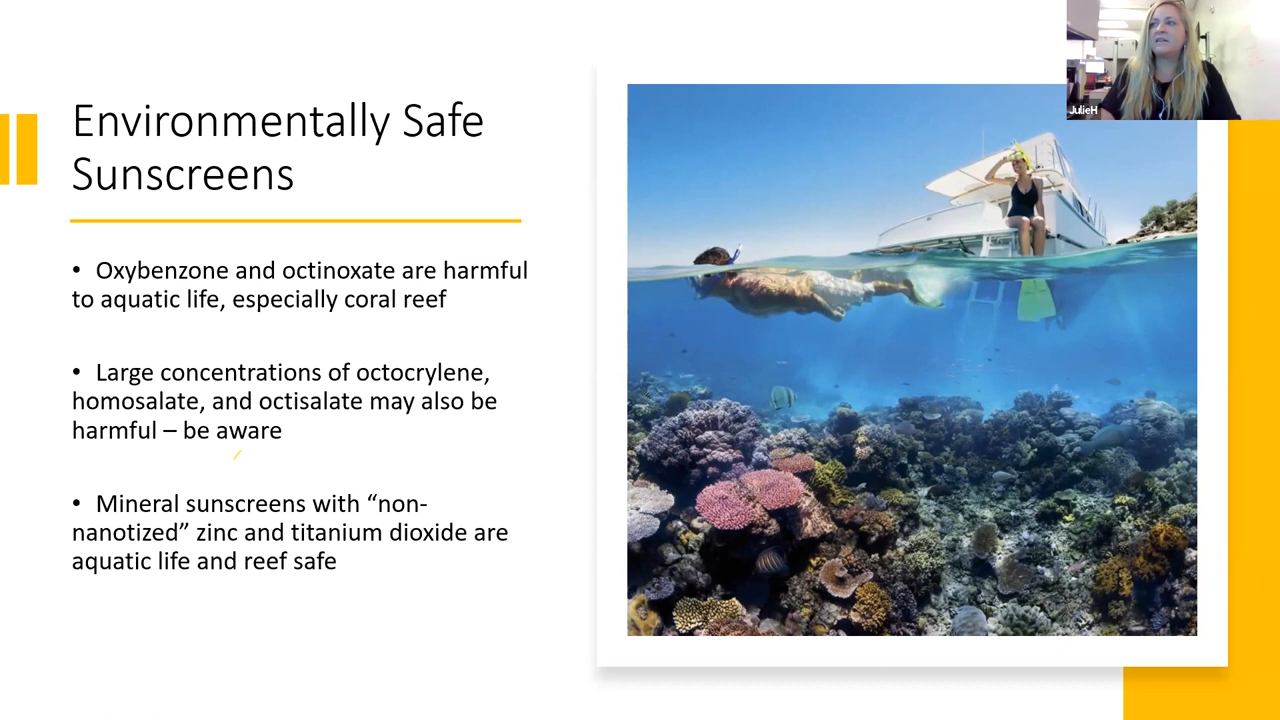 Environmentally Safe
Sunscreens
• Oxybenzone and octinoxate are harmful
to aquatic life, especially coral reef
• Large concentrations of octocrylene,
homosalate, and octisalate may also be
harmful – be aware
• Mineral sunscreens with “non-
nanotized” zinc and titanium dioxide are
aquatic life and reef safe
JulieH